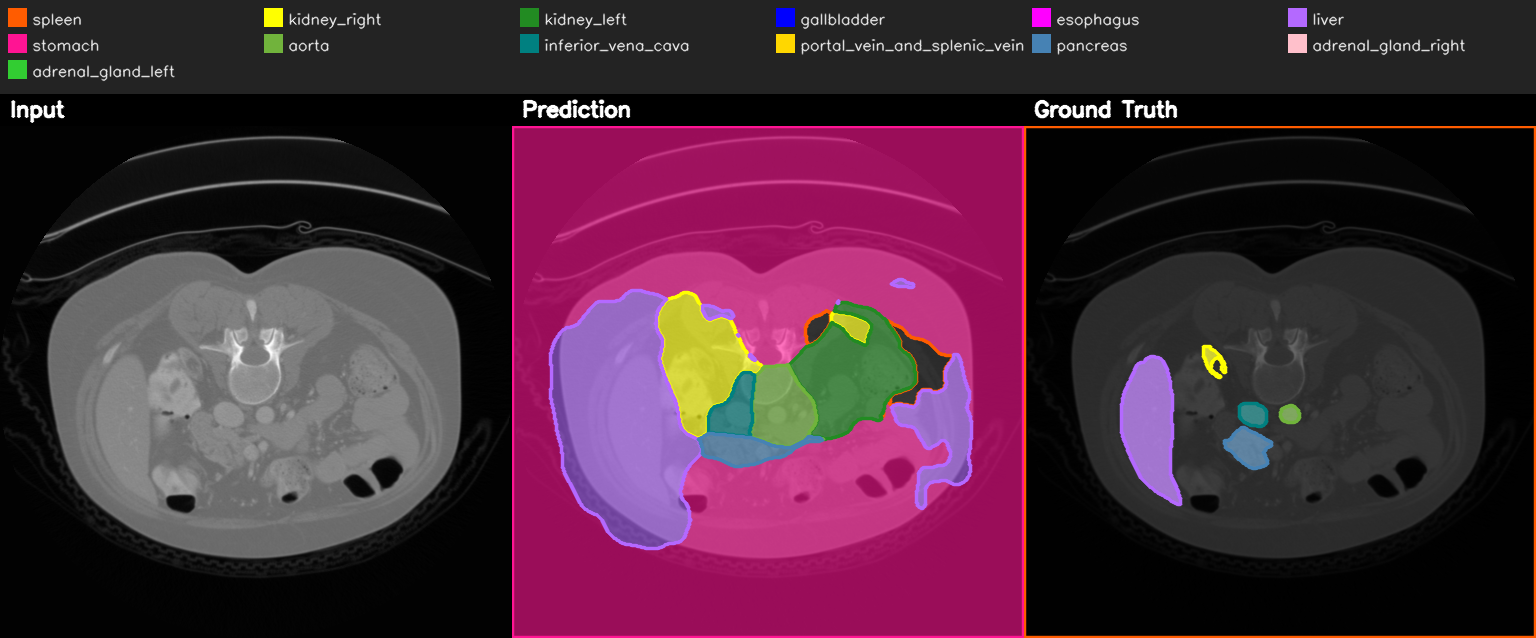 spleen kidney_right kidney_left gallbladder esophagus liver
stomach aorta inferior_vena_cava portal_vein_and_splenic_vein pancreas adrenal_gland_right
adrenal_gland_left
Input Prediction Ground Truth